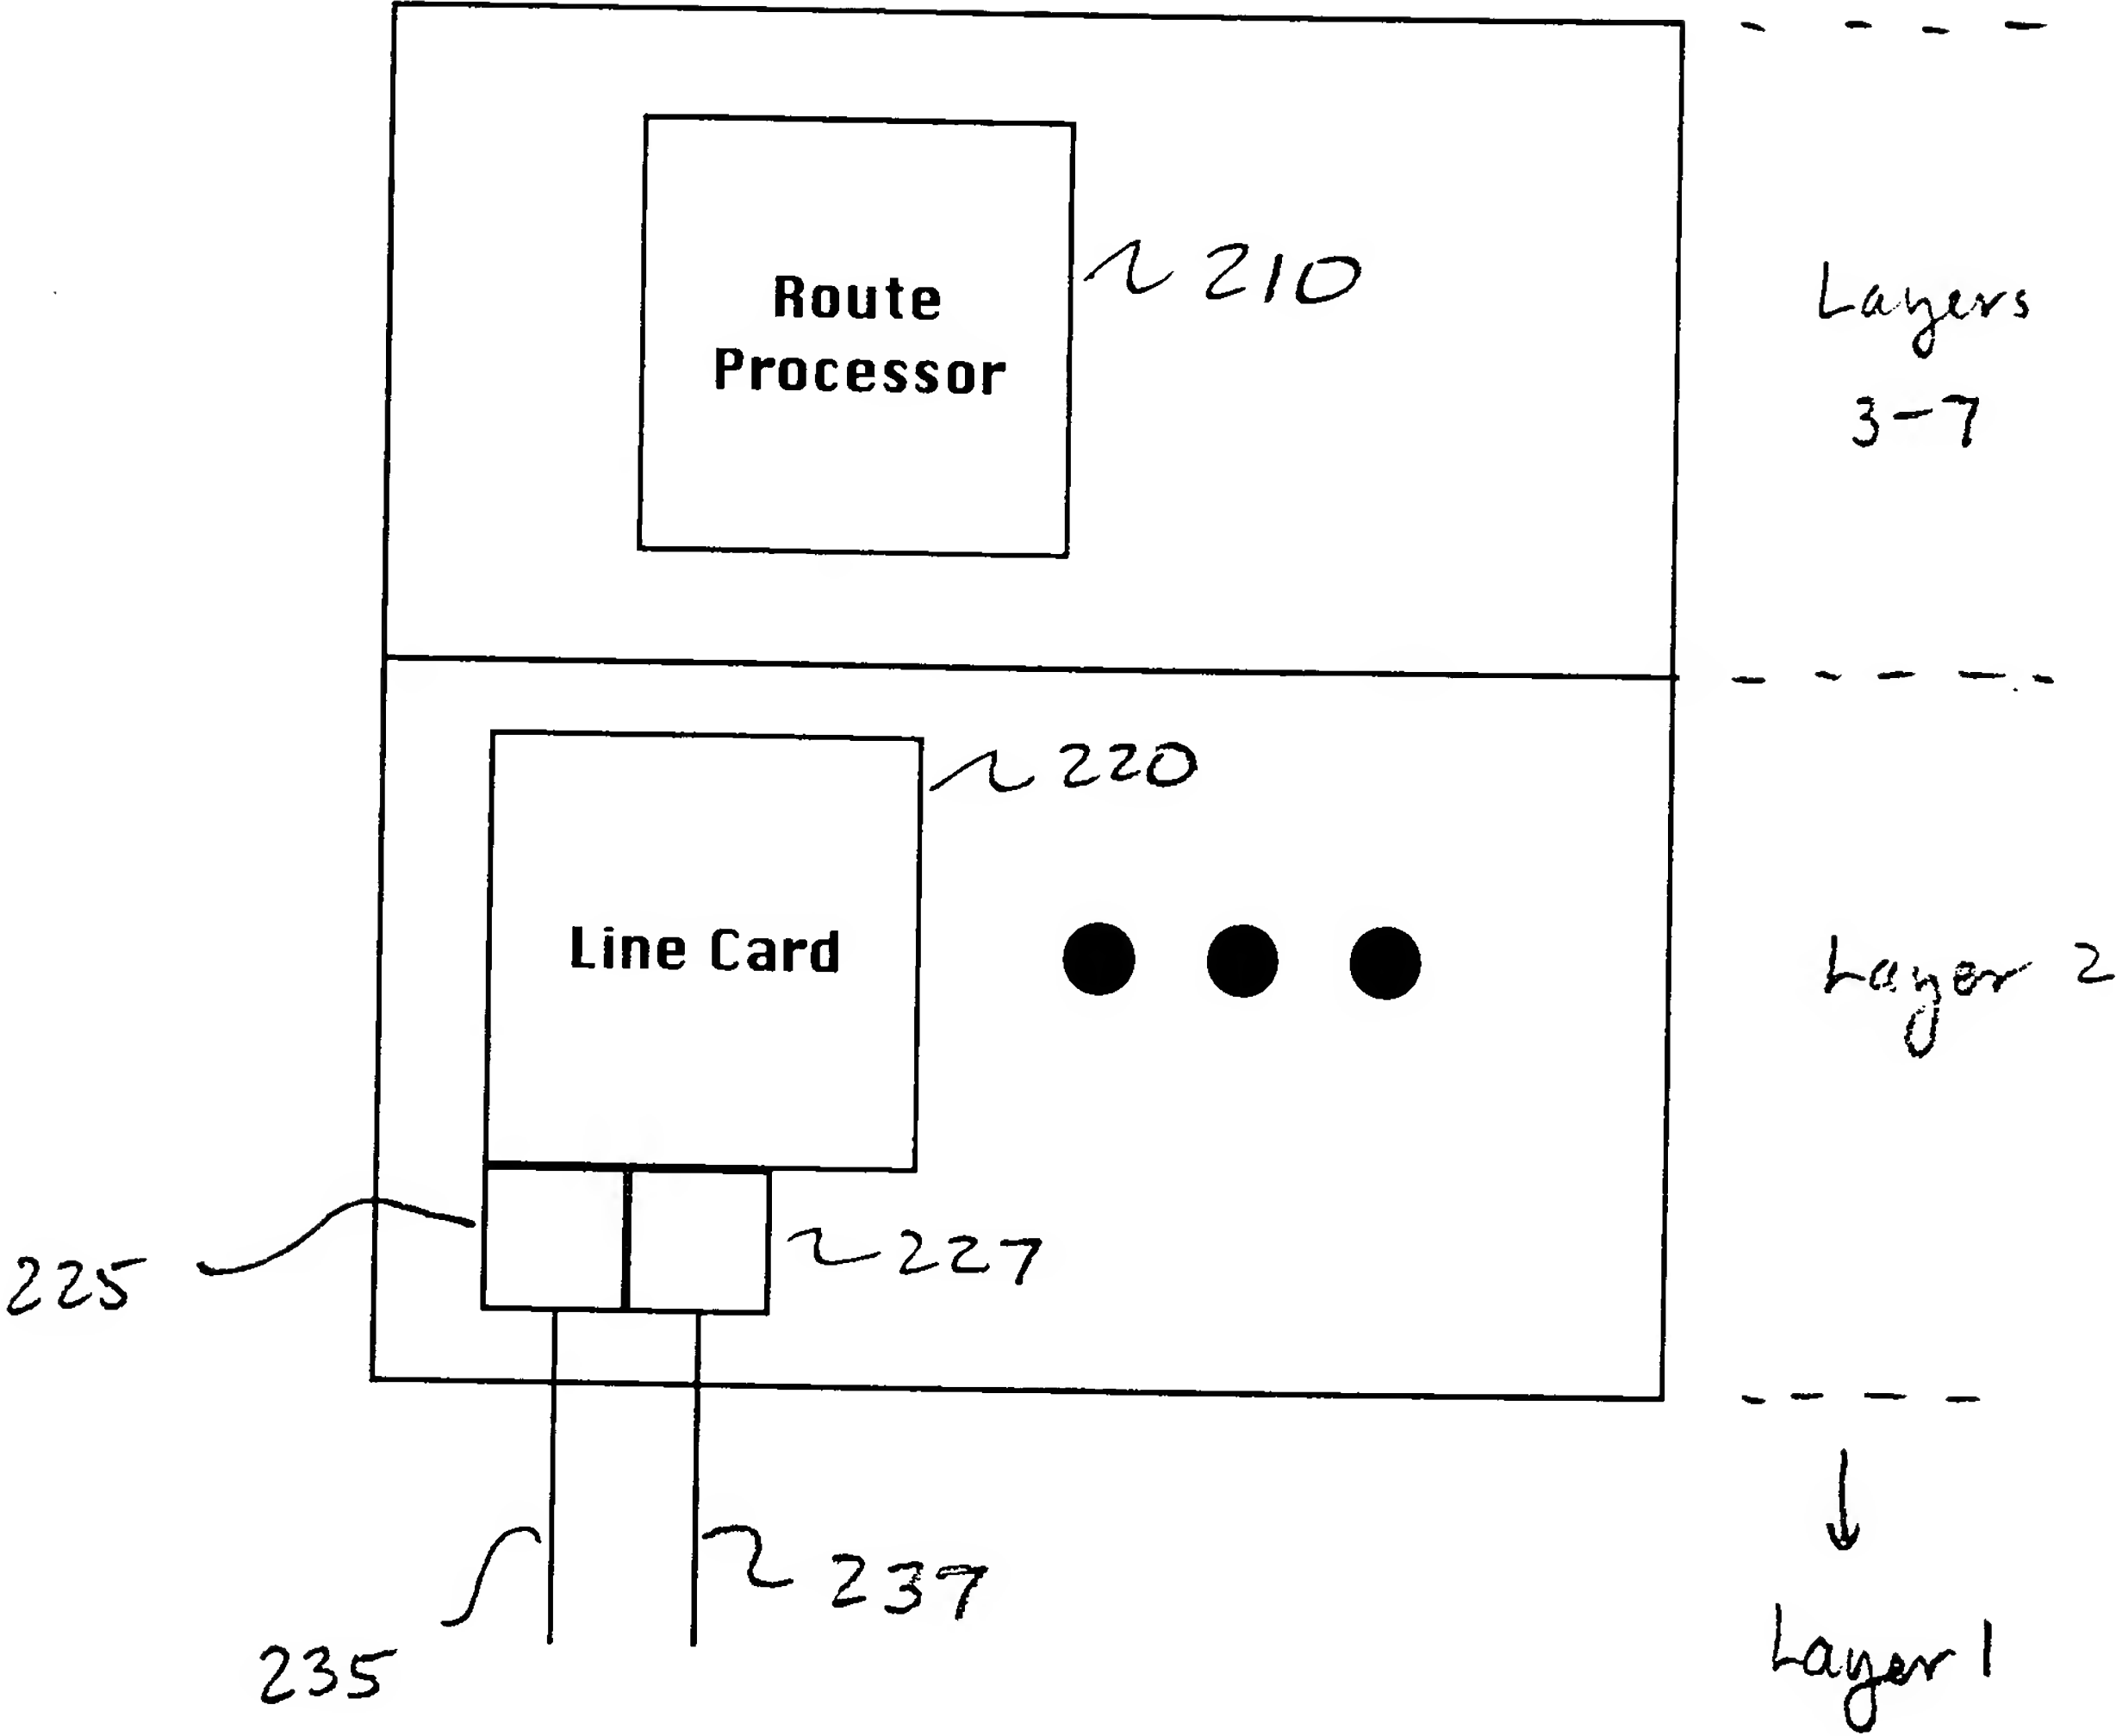 Route
Processor
210
Layers
3-7
220
Line Card
Layer 2
225
227
235
237
Layer 1